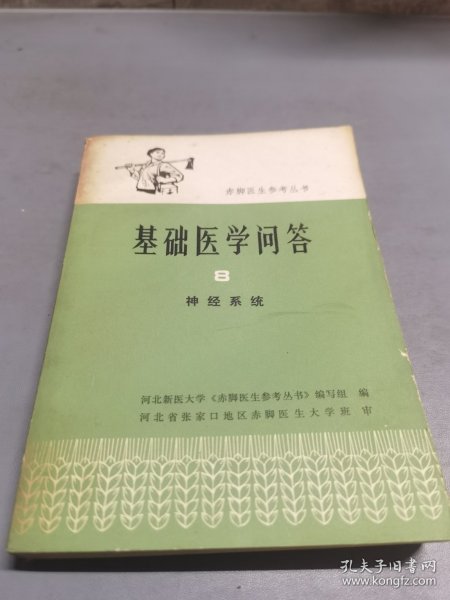 赤脚医生参考丛书
基础医学问答
8
神经系统
河北新医大学《赤脚医生参考丛书》编写组 编
河北省张家口地区赤脚医生大学班 审
孔夫子旧书网
www.kongfz.com